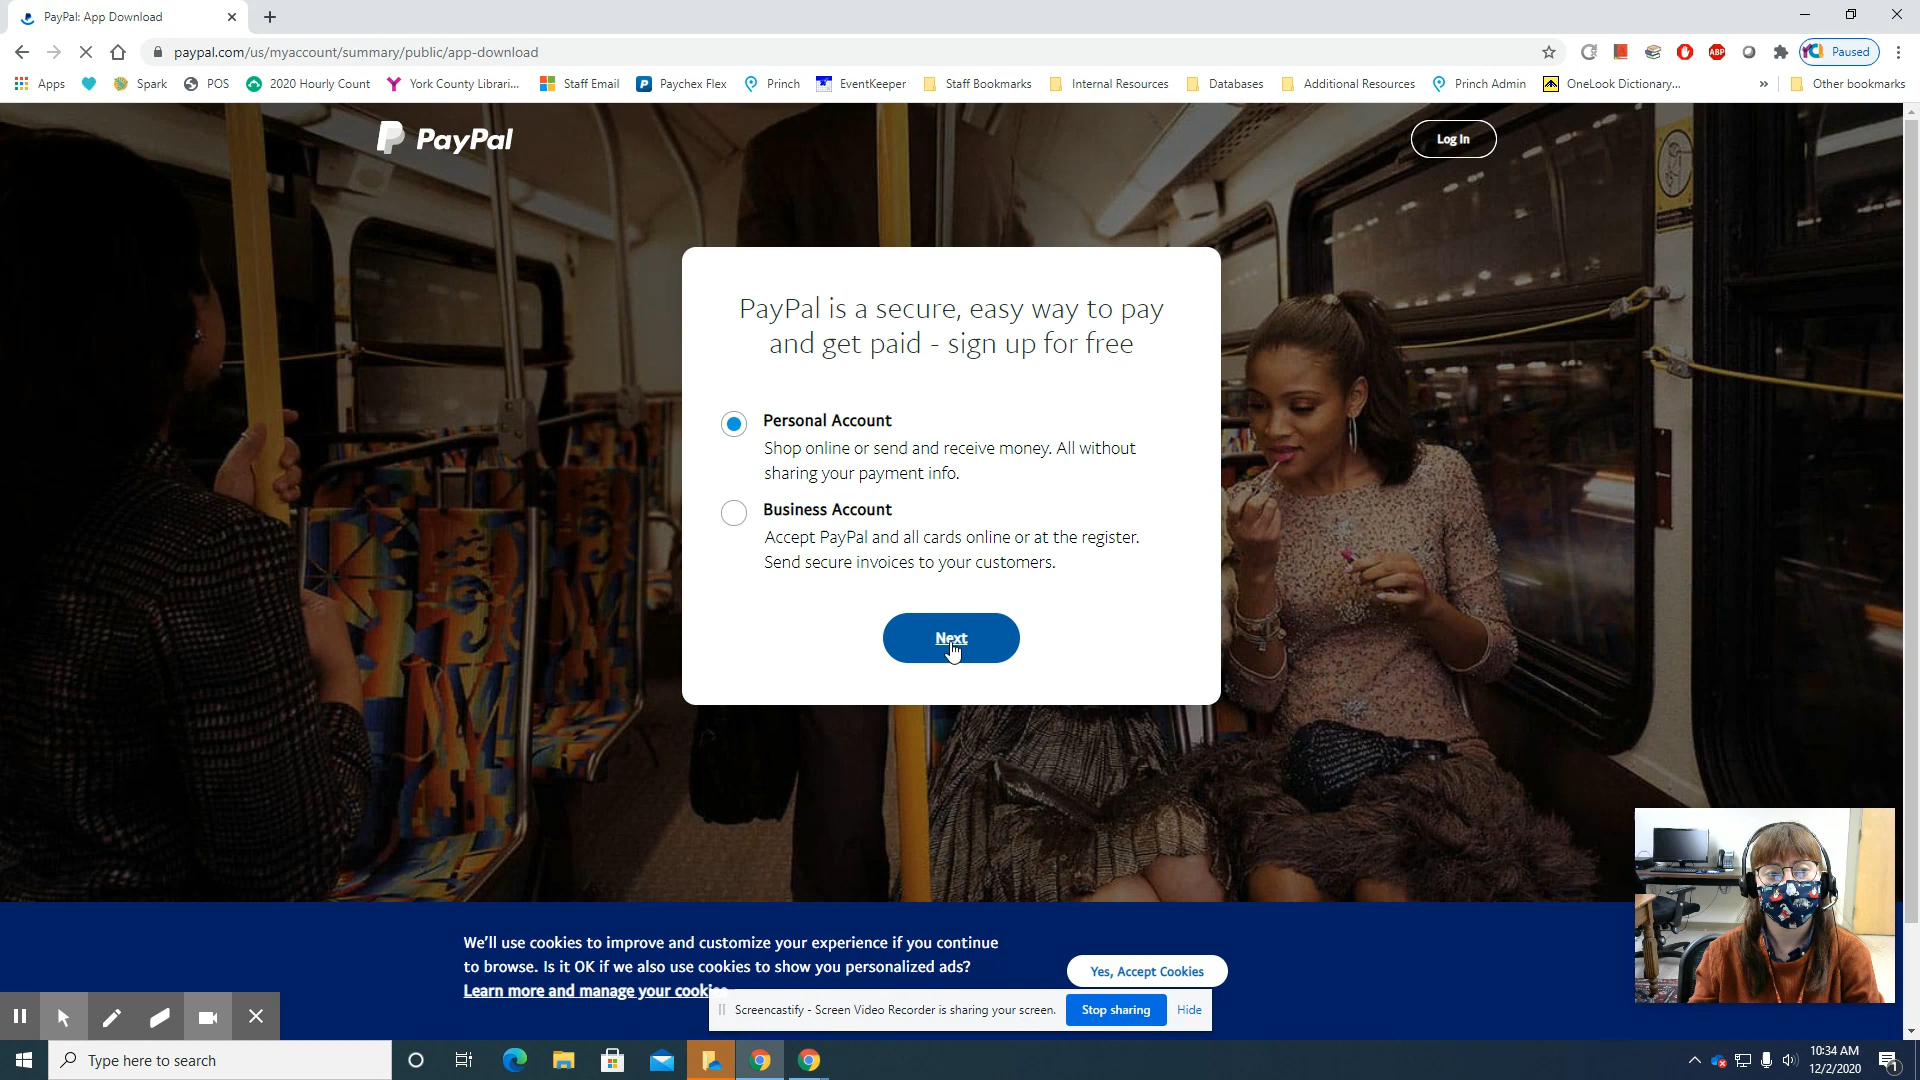 PayPal: App Download
paypal.com/us/myaccount/summary/public/app-download
ABP
Paused
Apps
Spark
POS
2020 Hourly Count
York County Librari...
Staff Email
Paychex Flex
Princh
EventKeeper
Staff Bookmarks
Internal Resources
Databases
Additional Resources
Princh Admin
OneLook Dictionary...
»
Other bookmarks
PayPal
Log In
PayPal is a secure, easy way to pay
and get paid - sign up for free
Personal Account
Shop online or send and receive money. All without
sharing your payment info.
Business Account
Accept PayPal and all cards online or at the register.
Send secure invoices to your customers.
Next
We'll use cookies to improve and customize your experience if you continue
to browse. Is it OK if we also use cookies to show you personalized ads?
Learn more and manage your cookies
Yes, Accept Cookies
Screencastify - Screen Video Recorder is sharing your screen.
Stop sharing
Hide
Type here to search
10:34 AM
12/2/2020
1